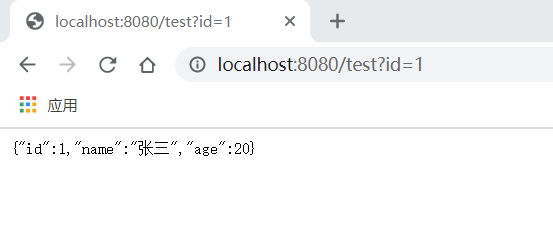 localhost:8080/test?id=1
localhost:8080/test?id=1
应用
{"id":1,"name":"张三","age":20}